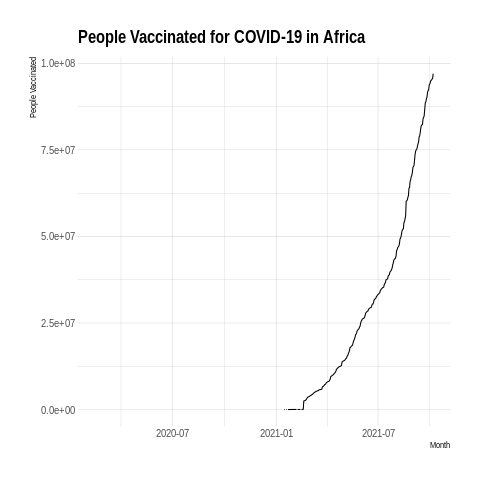 People Vaccinated for COVID-19 in Africa
People Vaccinated
1.0e+08
7.5e+07
5.0e+07
2.5e+07
0.0e+00
2020-07
2021-01
2021-07
Month